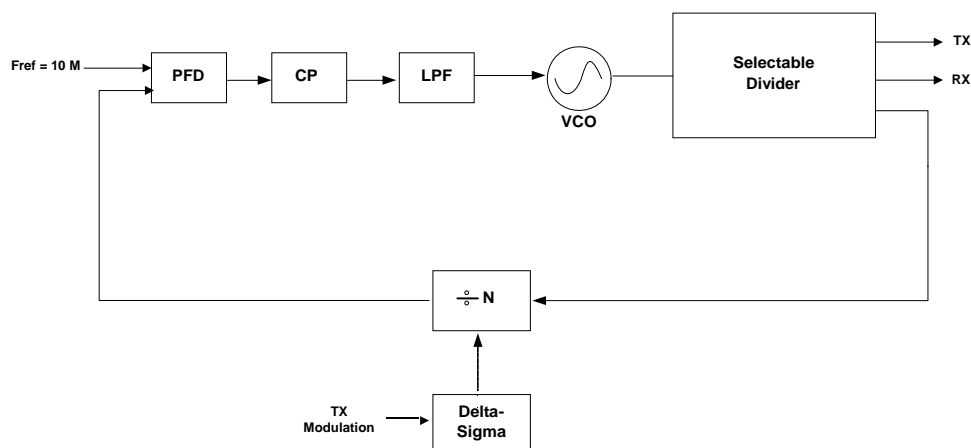 Fref = 10 M
PFD
CP
LPF
VCO
Selectable
Divider
TX
RX
÷ N
TX
Modulation
Delta-
Sigma